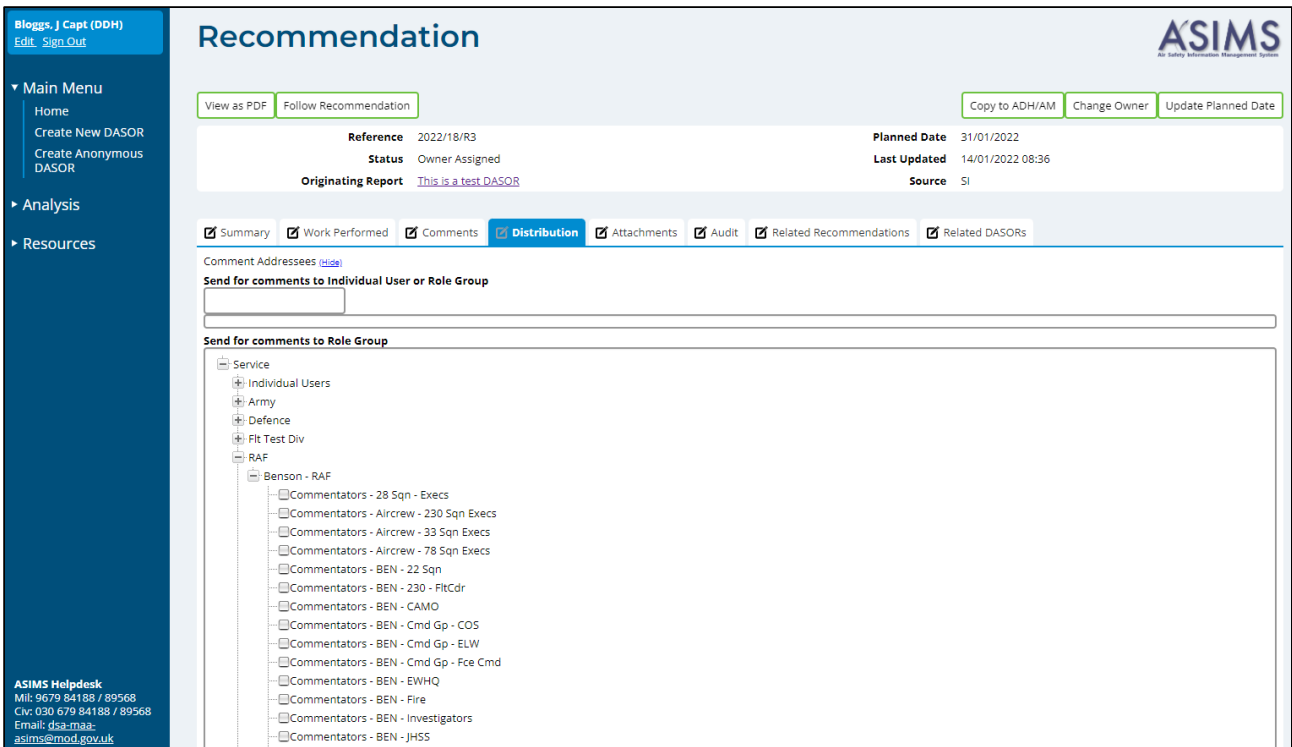 Bloggs, J Capt (DDH)
Edit Sign Out
Main Menu
Home
Create New DASOR
Create Anonymous
DASOR
Analysis
Resources
ASIMS Helpdesk
Mil: 9679 84188 / 89568
Civ: 030 679 84188 / 89568
Email: dsa-maa-
asims@mod.gov.uk
Recommendation
ASIMS
Air Safety Information Management System
View as PDF Follow Recommendation Copy to ADH/AM Change Owner Update Planned Date
Reference 2022/18/R3 Planned Date 31/01/2022
Status Owner Assigned Last Updated 14/01/2022 08:36
Originating Report This is a test DASOR Source SI
Summary Work Performed Comments Distribution Attachments Audit Related Recommendations Related DASORs
Comment Addressees (Hide)
Send for comments to Individual User or Role Group
Send for comments to Role Group
Service
Individual Users
Army
Defence
Flt Test Div
RAF
Benson - RAF
Commentators - 28 Sqn - Execs
Commentators - Aircrew - 230 Sqn Execs
Commentators - Aircrew - 33 Sqn Execs
Commentators - Aircrew - 78 Sqn Execs
Commentators - BEN - 22 Sqn
Commentators - BEN - 230 - FltCdr
Commentators - BEN - CAMO
Commentators - BEN - Cmd Gp - COS
Commentators - BEN - Cmd Gp - ELW
Commentators - BEN - Cmd Gp - Fce Cmd
Commentators - BEN - EWHQ
Commentators - BEN - Fire
Commentators - BEN - Investigators
Commentators - BEN - JHSS